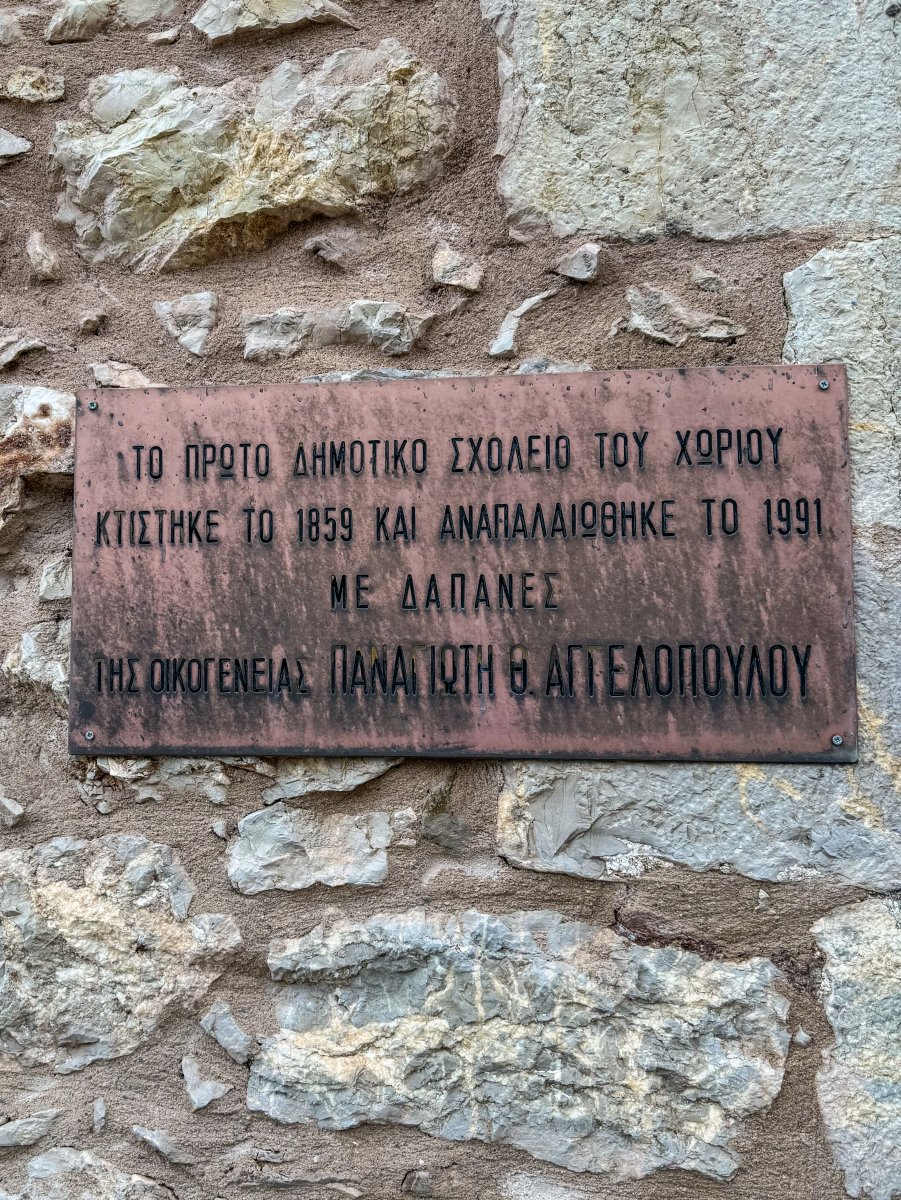 ΤΟ ΠΡΩΤΟ ΔΗΜΟΤΙΚΟ ΣΧΟΛΕΙΟ ΤΟΥ ΧΩΡΙΟΥ
ΚΤΙΣΤΗΚΕ ΤΟ 1859 ΚΑΙ ΑΝΑΠΑΛΑΙΩΘΗΚΕ ΤΟ 1991
ΜΕ ΔΑΠΑΝΕΣ
ΤΗΣ ΟΙΚΟΓΕΝΕΙΑΣ ΠΑΝΑΓΙΩΤΗ Θ. ΑΓΓΕΛΟΠΟΥΛΟΥ